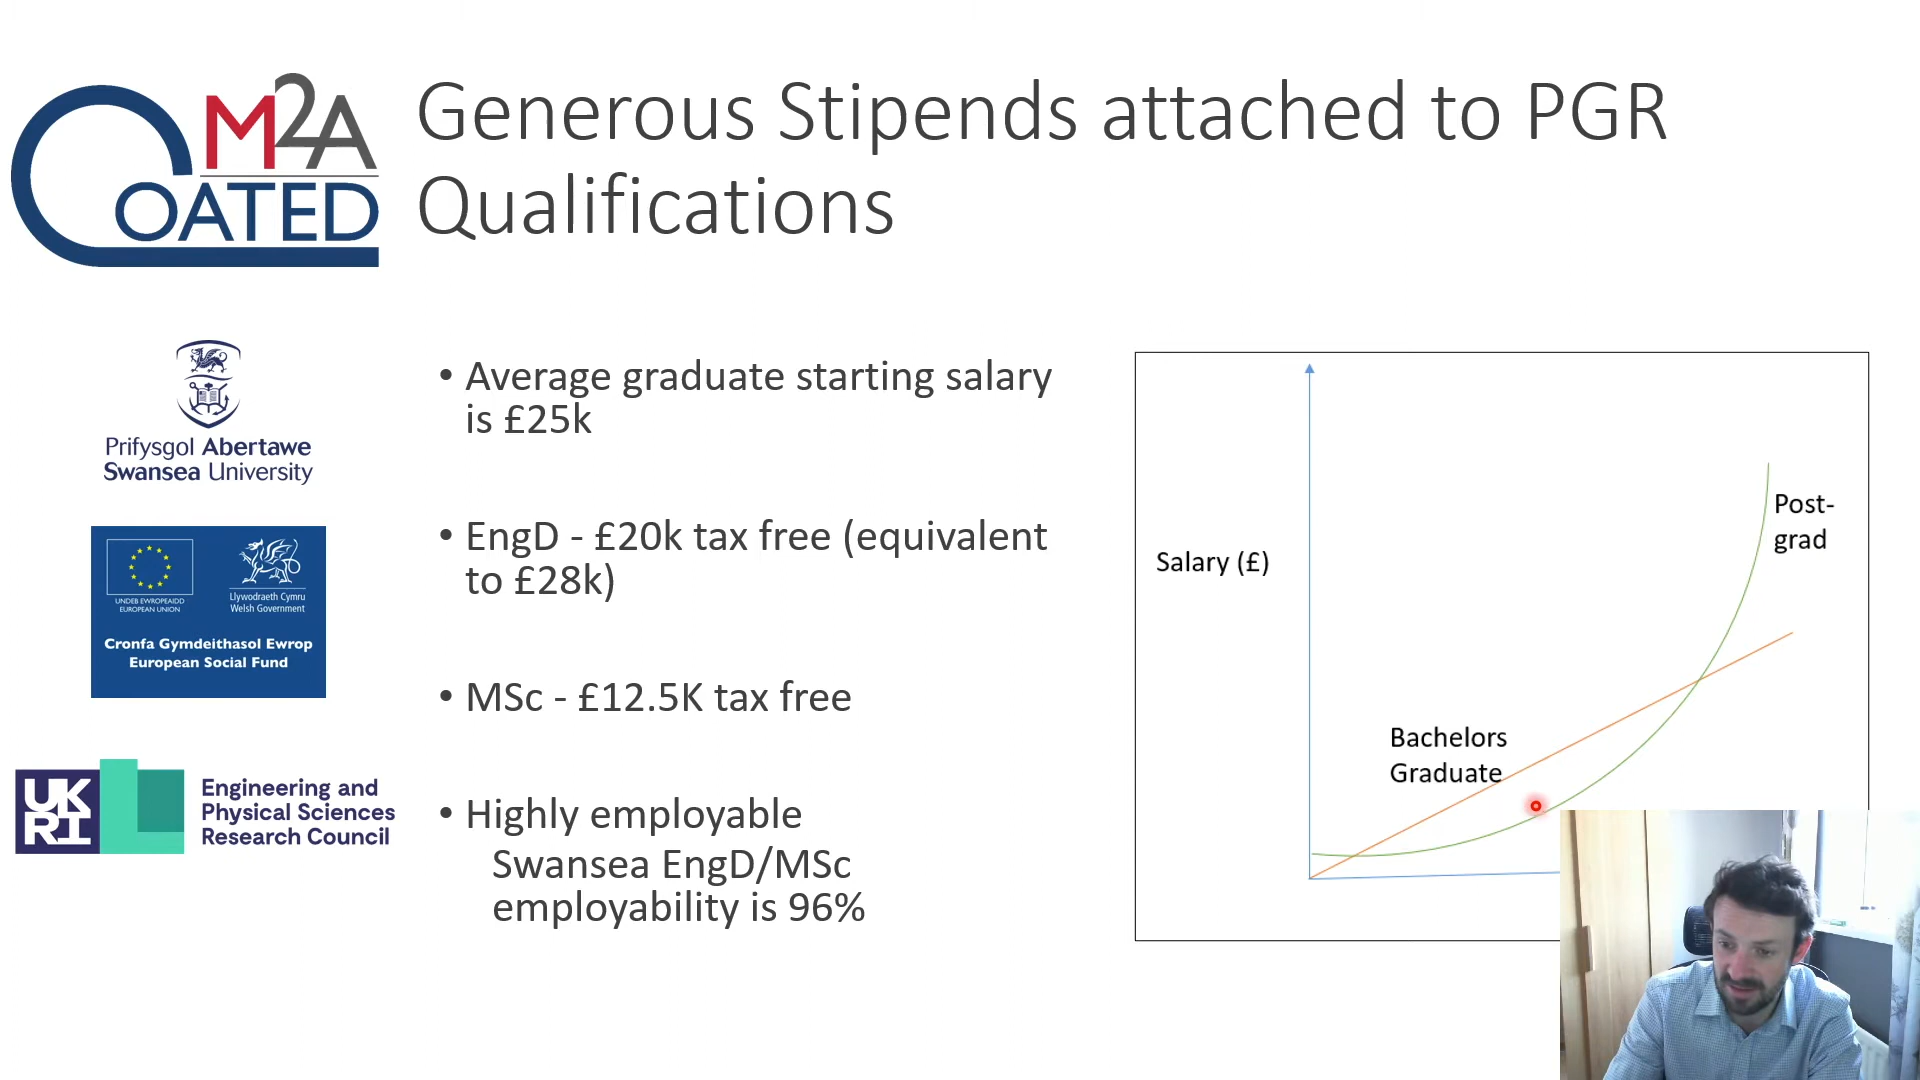 M2A
COATED
Generous Stipends attached to PGR
Qualifications
Prifysgol Abertawe
Swansea University
UNDEB EWROPEAIDD
EUROPEAN UNION
Llywodraeth Cymru
Welsh Government
Cronfa Gymdeithasol Ewrop
European Social Fund
UK
RI
Engineering and
Physical Sciences
Research Council
• Average graduate starting salary
is £25k
• EngD - £20k tax free (equivalent
to £28k)
• MSc - £12.5K tax free
• Highly employable
Swansea EngD/MSc
employability is 96%
Salary (£)
Post-
grad
Bachelors
Graduate